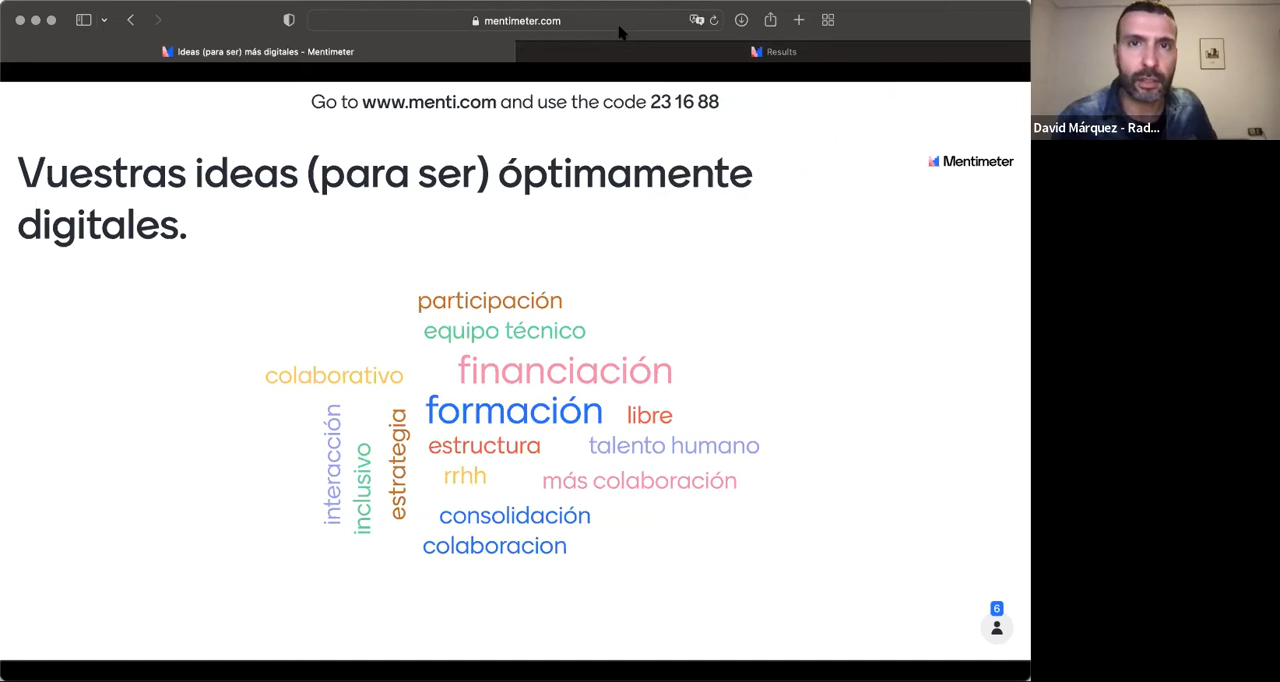 mentimeter.com
Ideas (para ser) más digitales - Mentimeter
Results
Go to www.menti.com and use the code 23 16 88
Vuestras ideas (para ser) óptimamente
digitales.
Mentimeter
participación
equipo técnico
colaborativo
financiación
formación
libre
interacción
inclusivo
estrategia
estructura
talento humano
rrhh
más colaboración
consolidación
colaboracion
6
David Márquez - Rad...